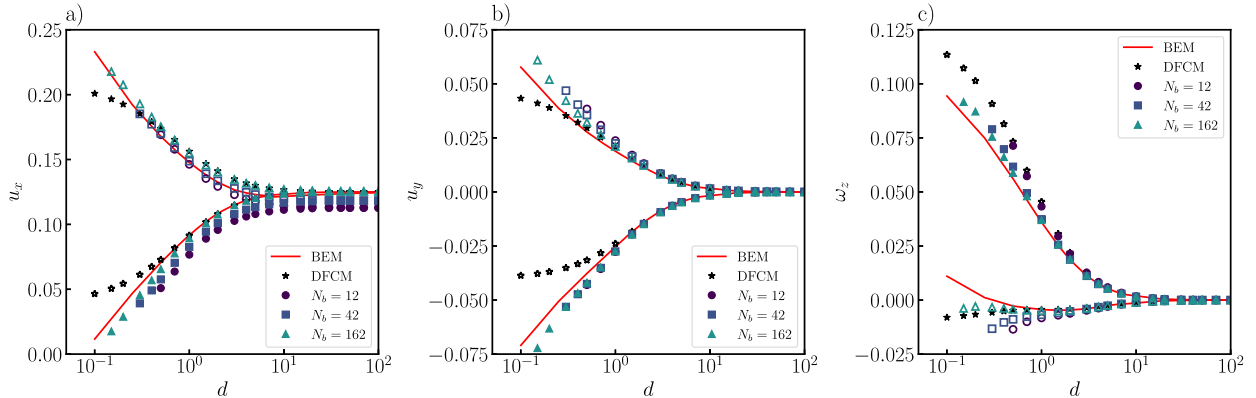 a)
0.25
0.20
0.15
0.10
0.05
0.00
u_x
10^{-1}
10^0
10^1
10^2
d
BEM
DFCM
N_b = 12
N_b = 42
N_b = 162
b)
0.075
0.050
0.025
0.000
−0.025
−0.050
−0.075
u_y
10^{-1}
10^0
10^1
10^2
d
BEM
DFCM
N_b = 12
N_b = 42
N_b = 162
c)
0.125
0.100
0.075
0.050
0.025
0.000
−0.025
ω_z
10^{-1}
10^0
10^1
10^2
d
BEM
DFCM
N_b = 12
N_b = 42
N_b = 162